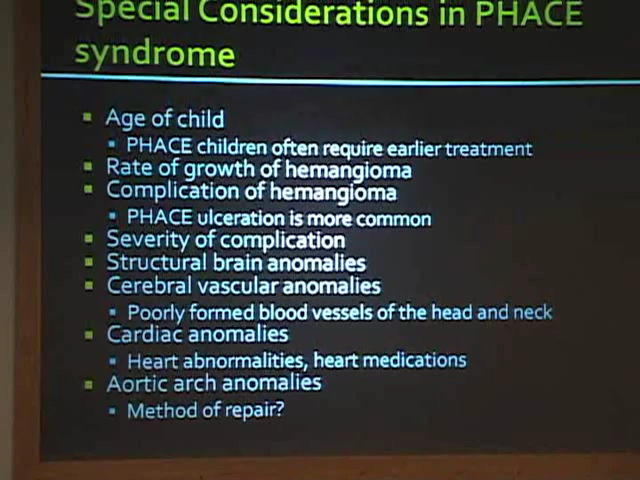 Special Considerations in PHACE
syndrome
Age of child
PHACE children often require earlier treatment
Rate of growth of hemangioma
Complication of hemangioma
PHACE ulceration is more common
Severity of complication
Structural brain anomalies
Cerebral vascular anomalies
Poorly formed blood vessels of the head and neck
Cardiac anomalies
Heart abnormalities, heart medications
Aortic arch anomalies
Method of repair?